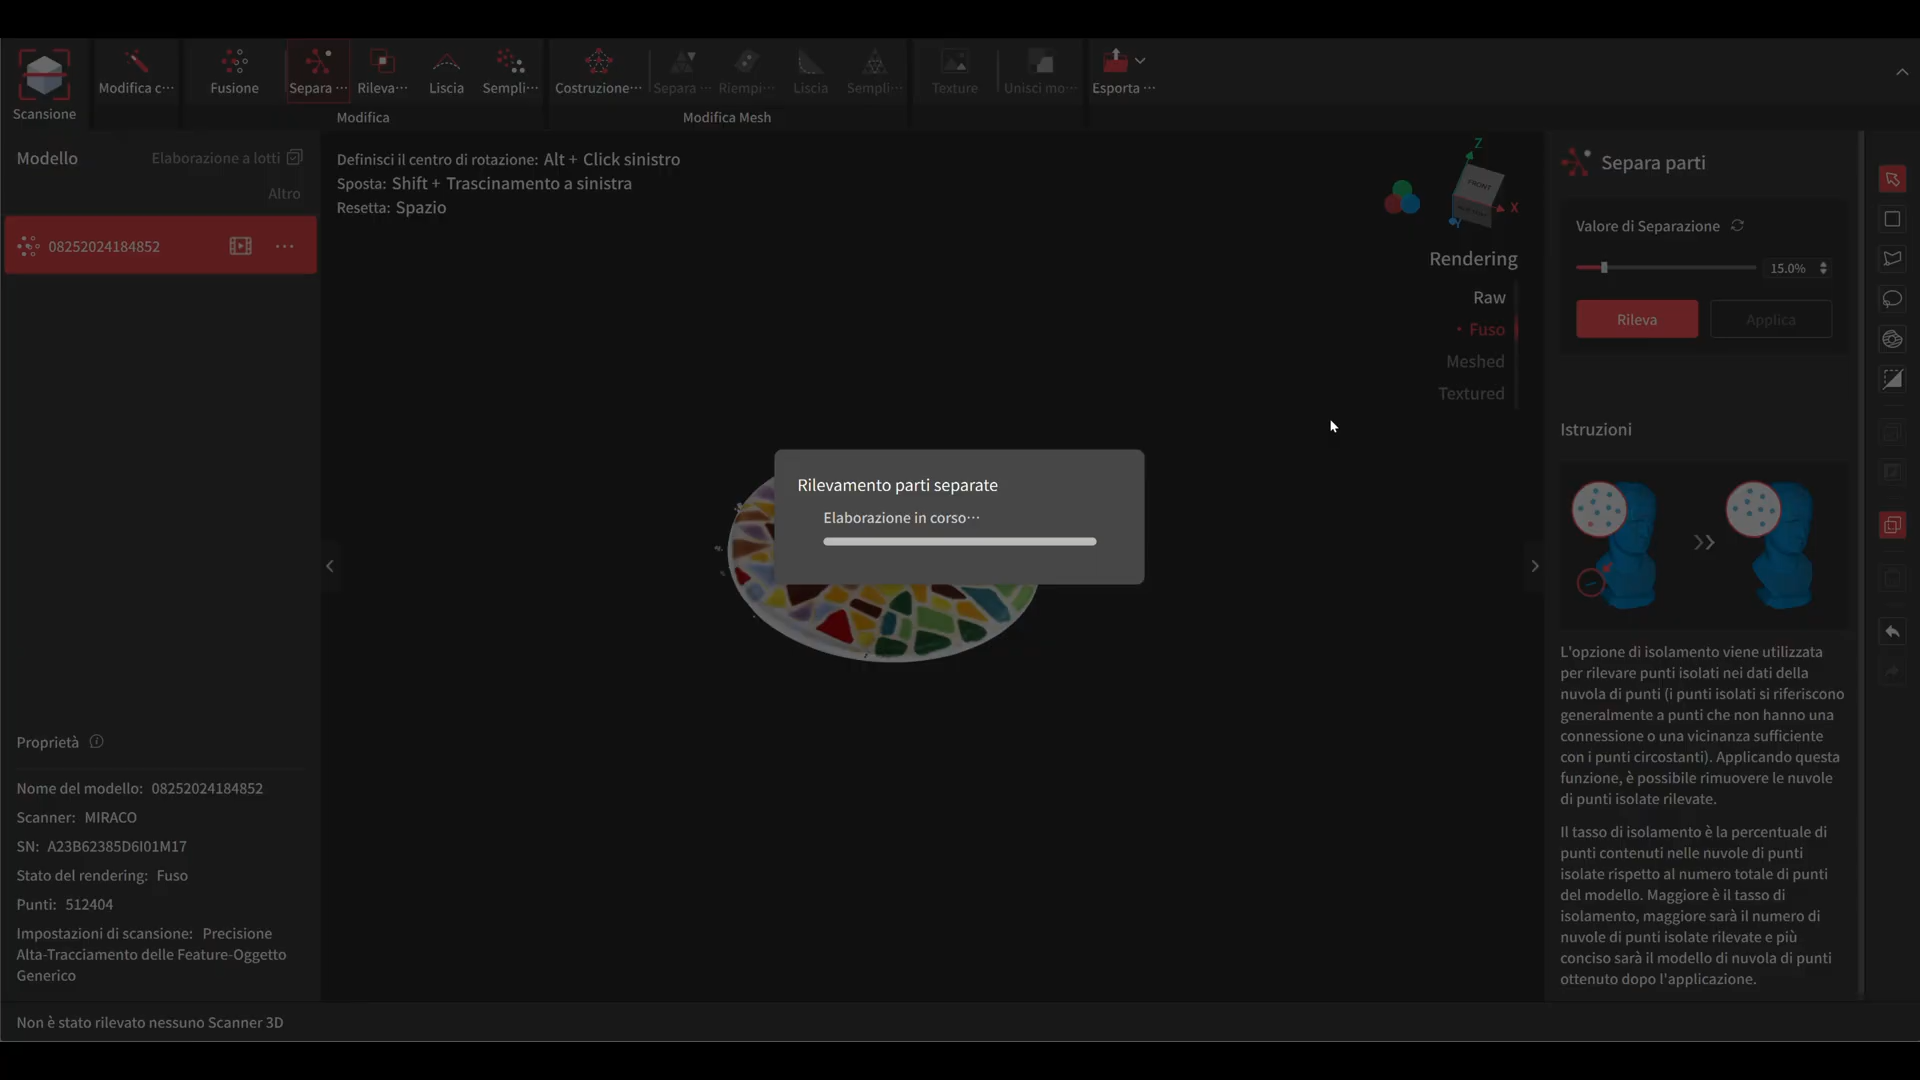 Scansione
Modifica c···
Fusione
Separa ···
Rileva···
Liscia
Sempli···
Modifica
Costruzione···
Separa ···
Riempi···
Liscia
Sempli···
Modifica Mesh
Texture
Unisci mo···
Esporta ···
Modello
Elaborazione a lotti
Altro
08252024184852
Definisci il centro di rotazione: Alt + Click sinistro
Sposta: Shift + Trascinamento a sinistra
Resetta: Spazio
Z
FRONT
X
Y
Rendering
Raw
• Fuso
Meshed
Textured
Rilevamento parti separate
Elaborazione in corso···
Separa parti
Valore di Separazione
15.0%
Rileva
Applica
Istruzioni
L'opzione di isolamento viene utilizzata
per rilevare punti isolati nei dati della
nuvola di punti (i punti isolati si riferiscono
generalmente a punti che non hanno una
connessione o una vicinanza sufficiente
con i punti circostanti). Applicando questa
funzione, è possibile rimuovere le nuvole
di punti isolate rilevate.
Il tasso di isolamento è la percentuale di
punti contenuti nelle nuvole di punti
isolate rispetto al numero totale di punti
del modello. Maggiore è il tasso di
isolamento, maggiore sarà il numero di
nuvole di punti isolate rilevate e più
conciso sarà il modello di nuvola di punti
ottenuto dopo l'applicazione.
Proprietà
Nome del modello: 08252024184852
Scanner: MIRACO
SN: A23B62385D6I01M17
Stato del rendering: Fuso
Punti: 512404
Impostazioni di scansione: Precisione
Alta-Tracciamento delle Feature-Oggetto
Generico
Non è stato rilevato nessuno Scanner 3D